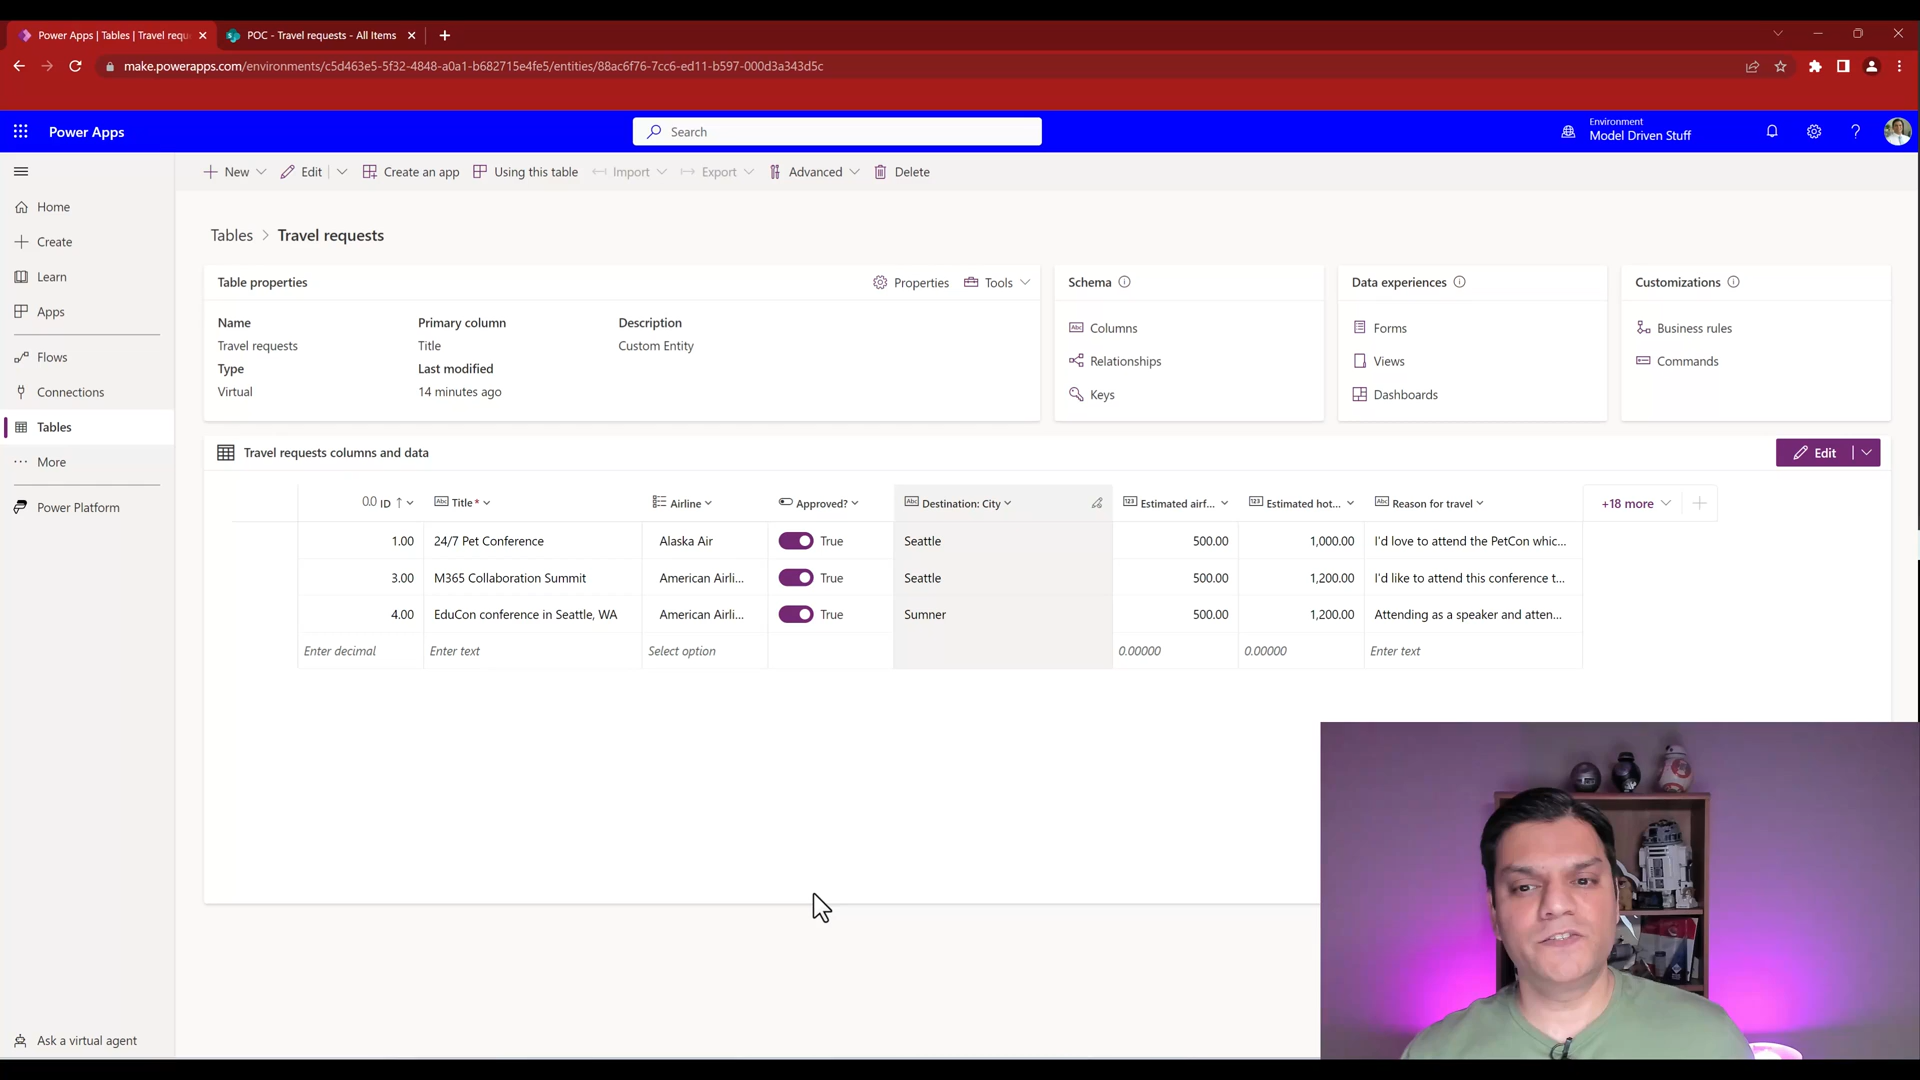 Power Apps | Tables | Travel requ
POC - Travel requests - All Items
make.powerapps.com/environments/c5d463e5-5f32-4848-a0a1-b682715e4fe5/entities/88ac6f76-7cc6-ed11-b597-000d3a343d5c
Power Apps
Search
Environment
Model Driven Stuff
New
Edit
Create an app
Using this table
Import
Export
Advanced
Delete
Home
Create
Learn
Apps
Flows
Connections
Tables
More
Power Platform
Ask a virtual agent
Tables > Travel requests
Table properties
Properties
Tools
Name
Primary column
Description
Travel requests
Title
Custom Entity
Type
Last modified
Virtual
14 minutes ago
Schema
Columns
Relationships
Keys
Data experiences
Forms
Views
Dashboards
Customizations
Business rules
Commands
Travel requests columns and data
Edit
ID ↑ Title * Airline Approved? Destination: City Estimated airf... Estimated hot... Reason for travel +18 more
1.00 24/7 Pet Conference Alaska Air True Seattle 500.00 1,000.00 I'd love to attend the PetCon whic...
3.00 M365 Collaboration Summit American Airli... True Seattle 500.00 1,200.00 I'd like to attend this conference t...
4.00 EduCon conference in Seattle, WA American Airli... True Sumner 500.00 1,200.00 Attending as a speaker and atten...
Enter decimal Enter text Select option 0.00000 0.00000 Enter text